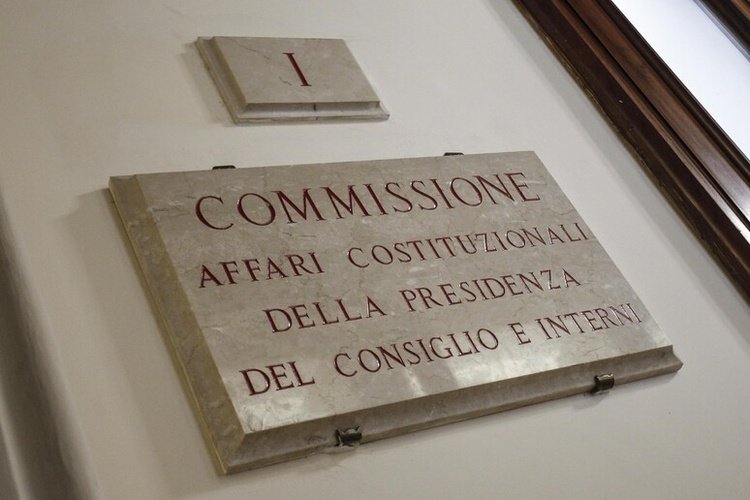 I
COMMISSIONE
AFFARI COSTITUZIONALI
DELLA PRESIDENZA
DEL CONSIGLIO E INTERNI